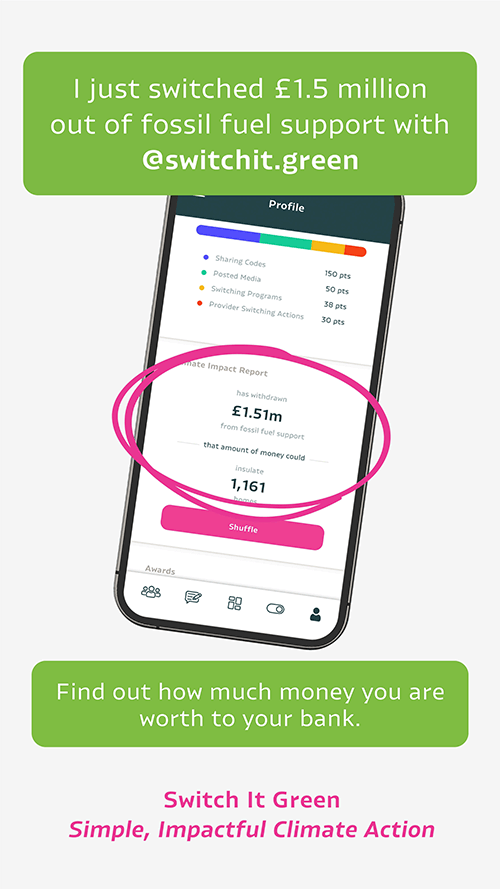 I just switched £1.5 million
out of fossil fuel support with
@switchit.green
Profile
Sharing Codes 150 pts
Posted Media 50 pts
Switching Programs 38 pts
Provider Switching Actions 30 pts
Climate Impact Report
has withdrawn
£1.51m
from fossil fuel support
that amount of money could
insulate
1,161
homes
Shuffle
Awards
Find out how much money you are
worth to your bank.
Switch It Green
Simple, Impactful Climate Action